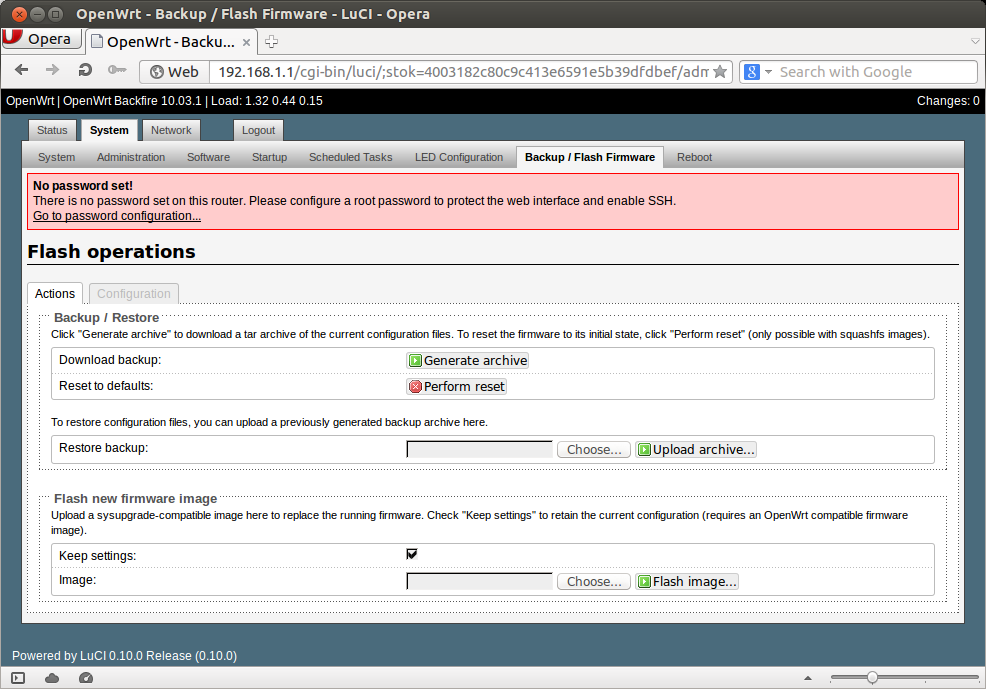 OpenWrt - Backup / Flash Firmware - LuCI - Opera
Opera
OpenWrt - Backu...
Web
192.168.1.1/cgi-bin/luci/;stok=4003182c80c9c413e6591e5b39dfdbef/adm
8
Search with Google
OpenWrt | OpenWrt Backfire 10.03.1 | Load: 1.32 0.44 0.15
Changes: 0
Status
System
Network
Logout
System
Administration
Software
Startup
Scheduled Tasks
LED Configuration
Backup / Flash Firmware
Reboot
No password set!
There is no password set on this router. Please configure a root password to protect the web interface and enable SSH.
Go to password configuration...
Flash operations
Actions
Configuration
Backup / Restore
Click "Generate archive" to download a tar archive of the current configuration files. To reset the firmware to its initial state, click "Perform reset" (only possible with squashfs images).
Download backup:
Generate archive
Reset to defaults:
Perform reset
To restore configuration files, you can upload a previously generated backup archive here.
Restore backup:
Choose...
Upload archive...
Flash new firmware image
Upload a sysupgrade-compatible image here to replace the running firmware. Check "Keep settings" to retain the current configuration (requires an OpenWrt compatible firmware
image).
Keep settings:
Image:
Choose...
Flash image...
Powered by LuCI 0.10.0 Release (0.10.0)